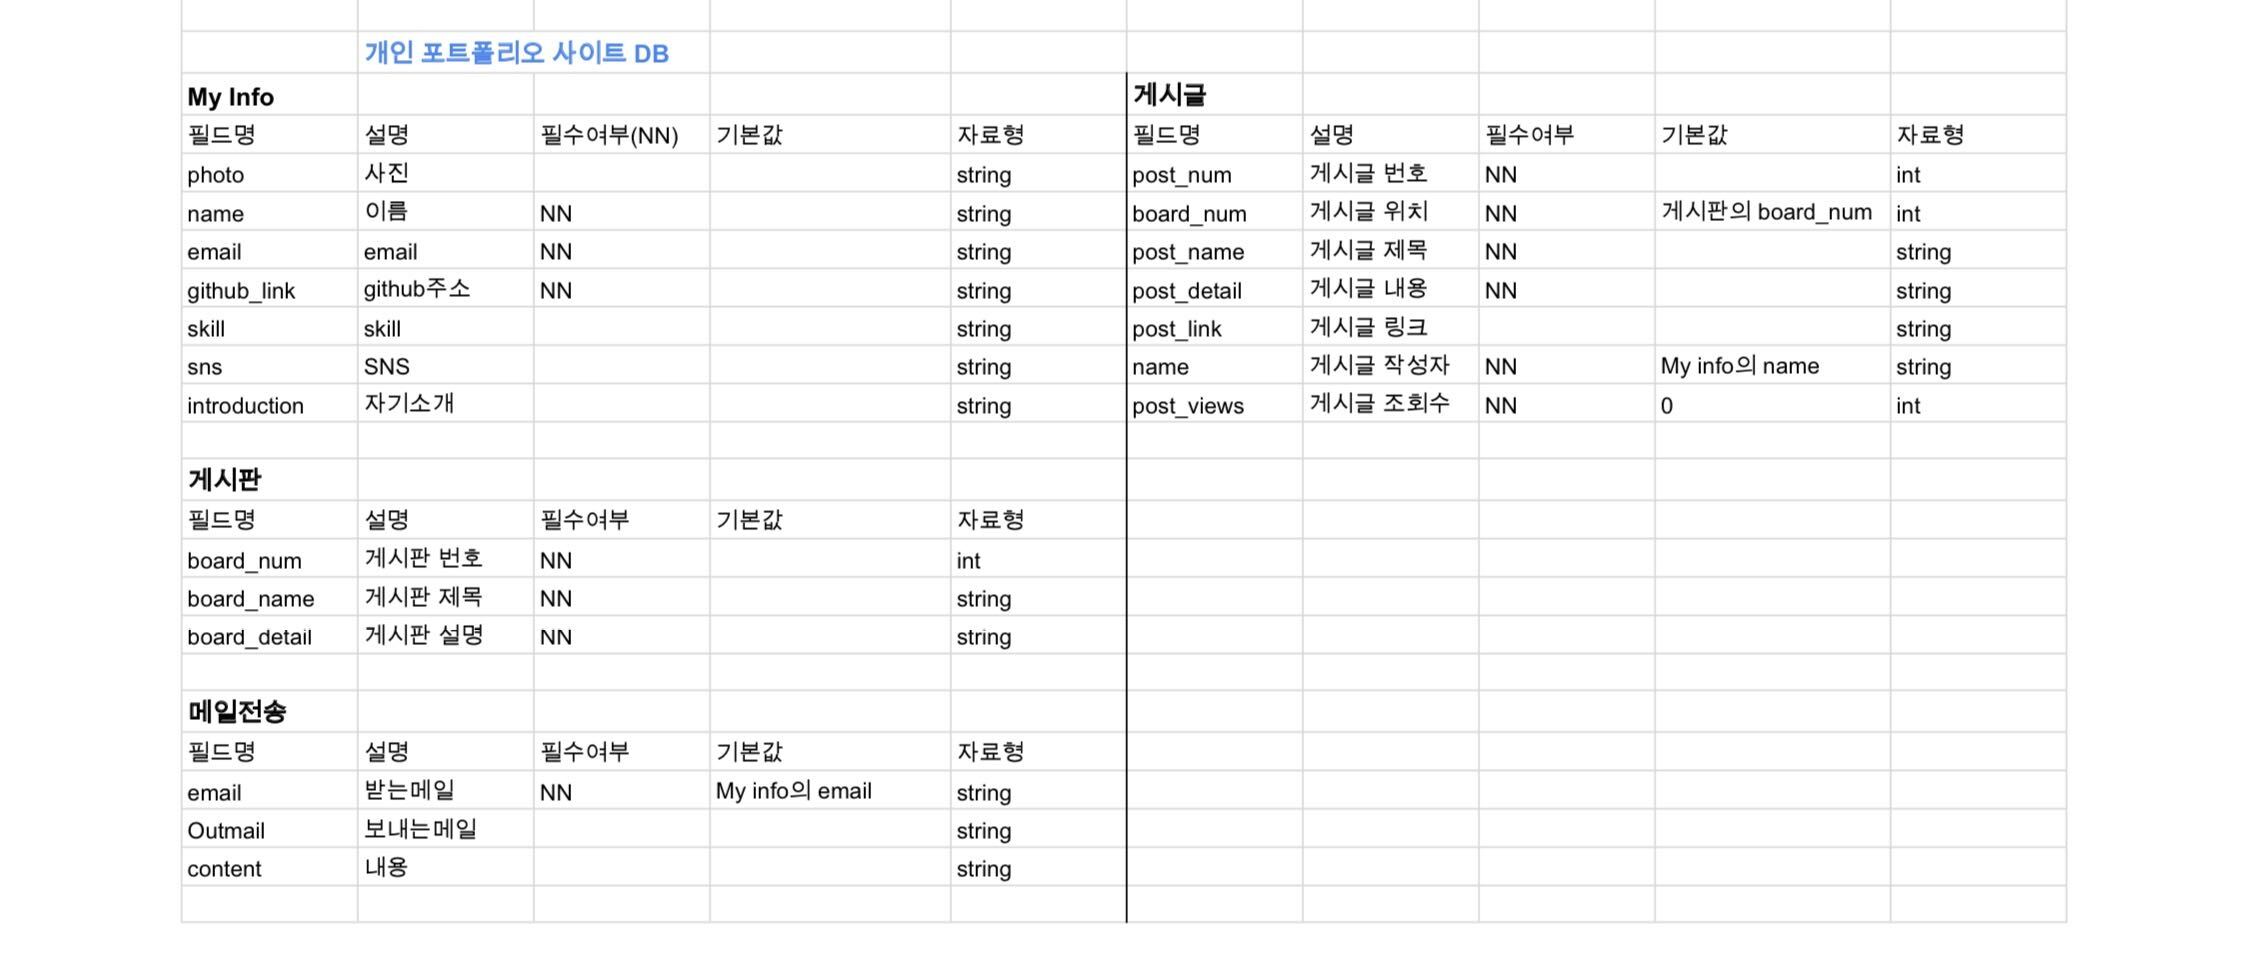 개인 포트폴리오 사이트 DB
My Info
필드명 설명 필수여부(NN) 기본값 자료형
photo 사진 string
name 이름 NN string
email email NN string
github_link github주소 NN string
skill skill string
sns SNS string
introduction 자기소개 string
게시판
필드명 설명 필수여부 기본값 자료형
board_num 게시판 번호 NN int
board_name 게시판 제목 NN string
board_detail 게시판 설명 NN string
메일전송
필드명 설명 필수여부 기본값 자료형
email 받는메일 NN My info의 email string
Outmail 보내는메일 string
content 내용 string
게시글
필드명 설명 필수여부 기본값 자료형
post_num 게시글 번호 NN int
board_num 게시글 위치 NN 게시판의 board_num int
post_name 게시글 제목 NN string
post_detail 게시글 내용 NN string
post_link 게시글 링크 string
name 게시글 작성자 NN My info의 name string
post_views 게시글 조회수 NN 0 int